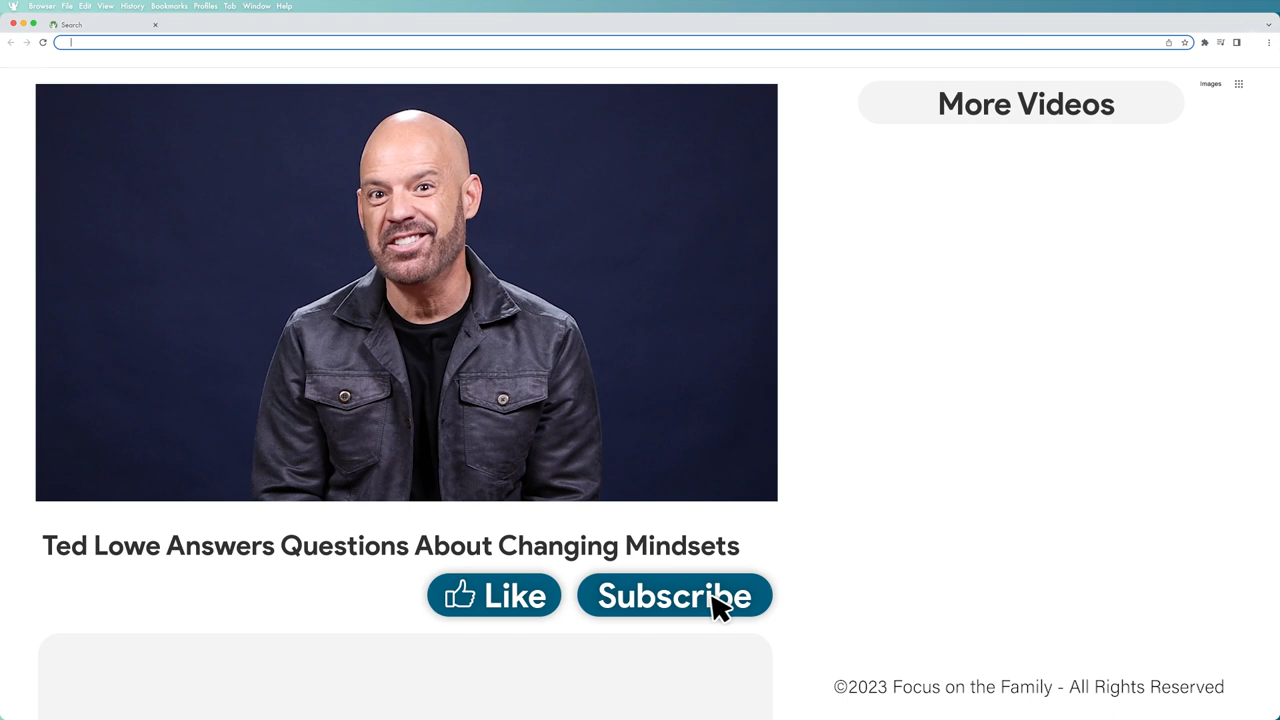 Browser File Edit View History Bookmarks Profiles Tab Window Help
Search
Images
More Videos
Ted Lowe Answers Questions About Changing Mindsets
Like
Subscribe
©2023 Focus on the Family - All Rights Reserved